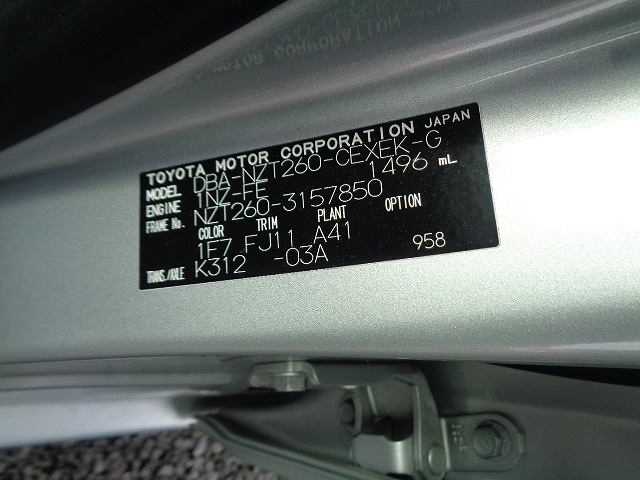 TOYOTA MOTOR CORPORATION JAPAN
MODEL DBA-NZT260-CEXEK-G
ENGINE 1NZ-FE 1496 mL
FRAME No. NZT260-3157850
COLOR TRIM PLANT OPTION
1F7 FJ11 A41
TRANS./AXLE K312 -03A 958